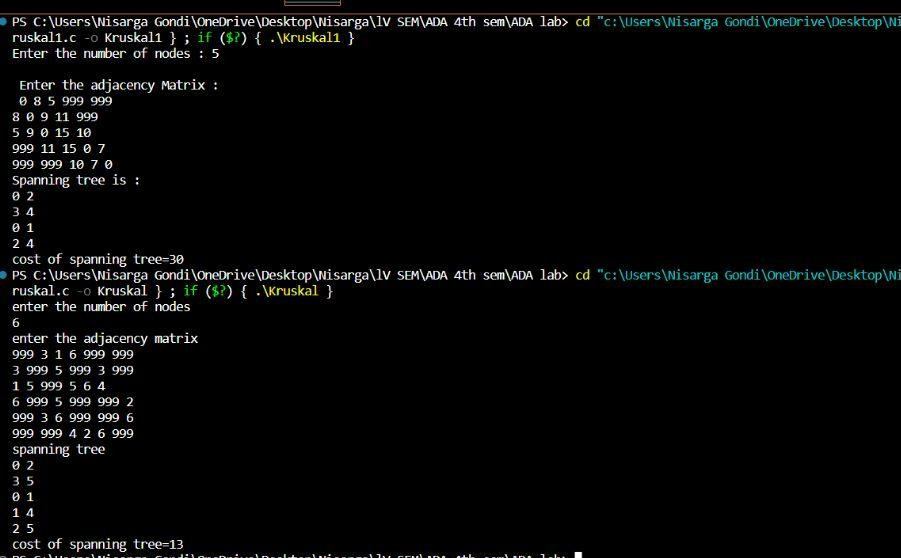 PS C:\Users\Nisarga Gondi\OneDrive\Desktop\Nisarga\lV SEM\ADA 4th sem\ADA lab> cd "c:\Users\Nisarga Gondi\OneDrive\Desktop\Ni
ruskal1.c -o Kruskal1 } ; if ($?) { .\Kruskal1 }
Enter the number of nodes : 5
Enter the adjacency Matrix :
0 8 5 999 999
8 0 9 11 999
5 9 0 15 10
999 11 15 0 7
999 999 10 7 0
Spanning tree is :
0 2
3 4
0 1
2 4
cost of spanning tree=30
PS C:\Users\Nisarga Gondi\OneDrive\Desktop\Nisarga\lV SEM\ADA 4th sem\ADA lab> cd "c:\Users\Nisarga Gondi\OneDrive\Desktop\Ni
ruskal.c -o Kruskal } ; if ($?) { .\Kruskal }
enter the number of nodes
6
enter the adjacency matrix
999 3 1 6 999 999
3 999 5 999 3 999
1 5 999 5 6 4
6 999 5 999 999 2
999 3 6 999 999 6
999 999 4 2 6 999
spanning tree
0 2
3 5
0 1
1 4
2 5
cost of spanning tree=13
PS C:\Users\Nisarga Gondi\OneDrive\Desktop\Nisarga\lV SEM\ADA 4th sem\ADA lab>